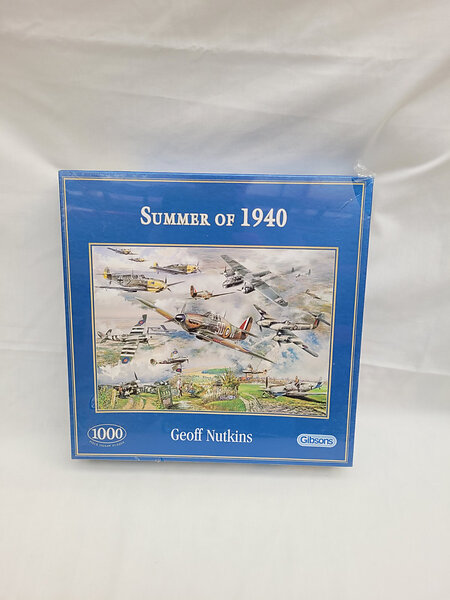 SUMMER OF 1940
Geoff Nutkins
1000
Gibsons